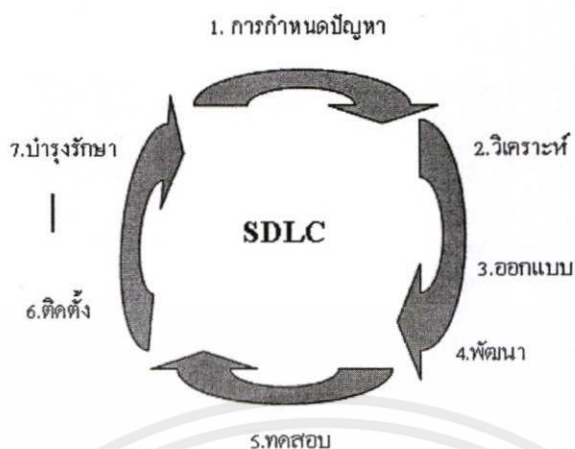 1. การกำหนดปัญหา
2.วิเคราะห์
3.ออกแบบ
4.พัฒนา
5.ทดสอบ
6.ติดตั้ง
7.บำรุงรักษา
SDLC